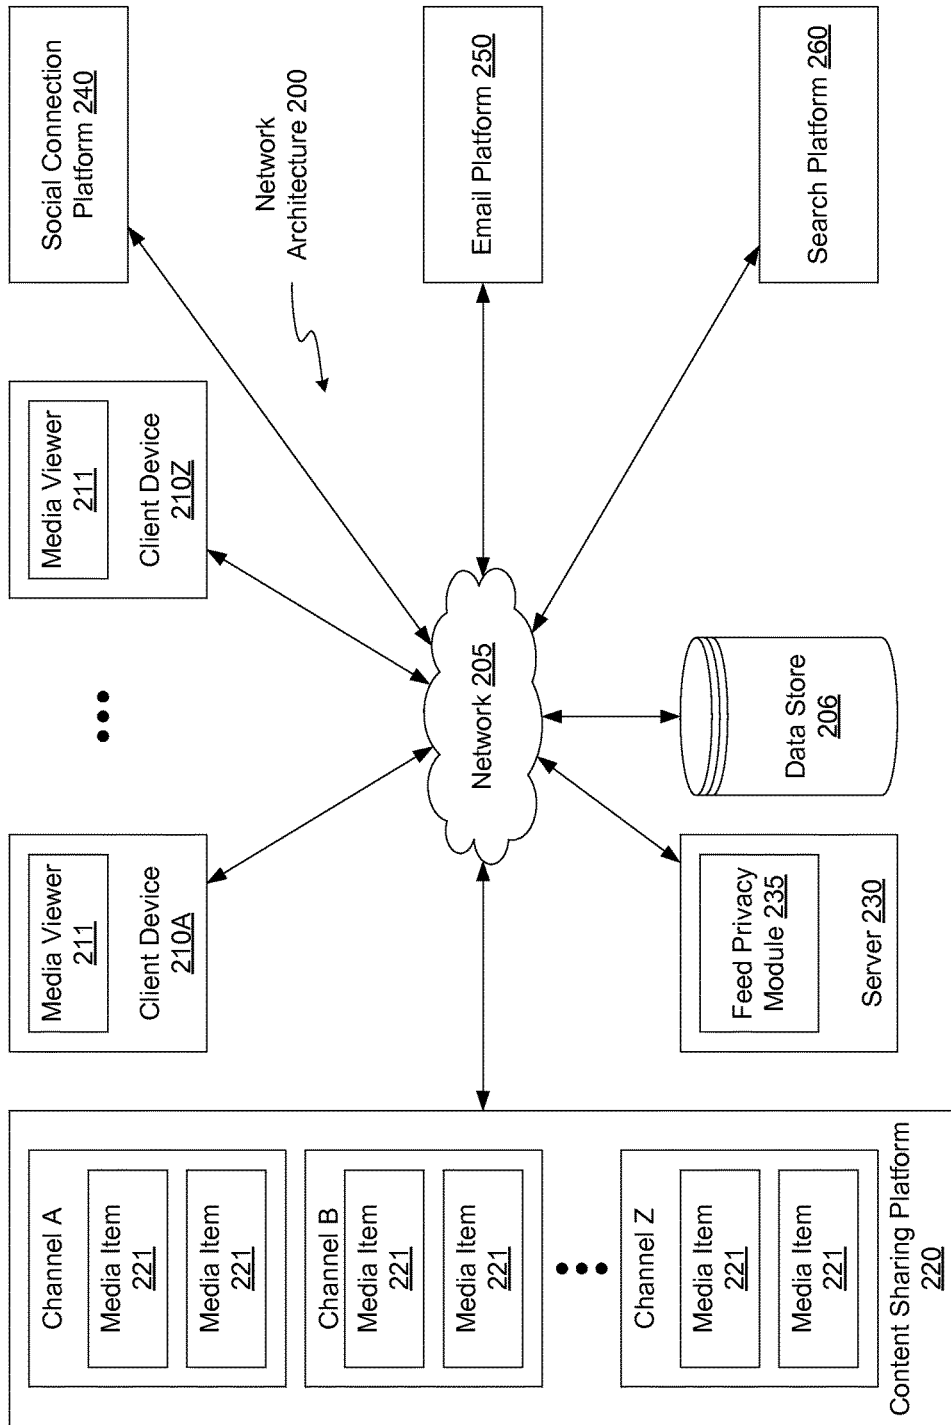 Channel A
Media Item
221
Media Item
221
Channel B
Media Item
221
Media Item
221
Channel Z
Media Item
221
Media Item
221
Content Sharing Platform
220
Media Viewer
211
Client Device
210A
Media Viewer
211
Client Device
210Z
Social Connection
Platform 240
Network
Architecture 200
Network 205
Email Platform 250
Feed Privacy
Module 235
Server 230
Data Store
206
Search Platform 260